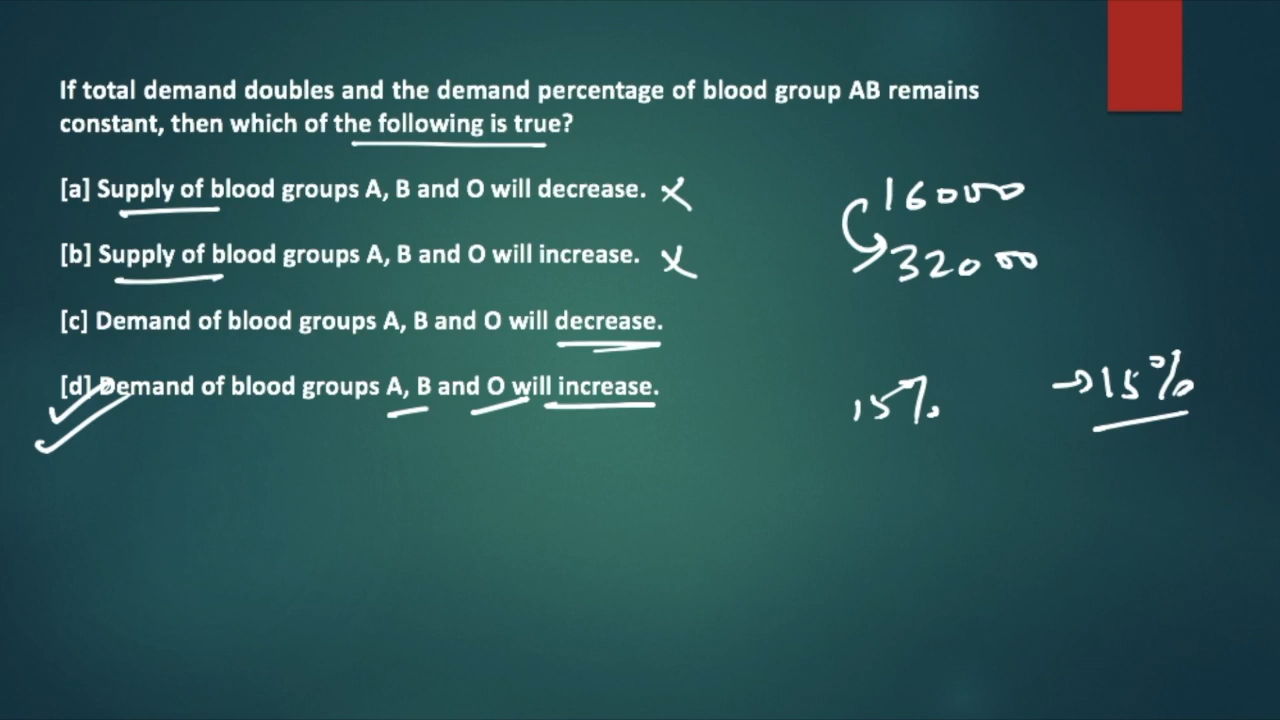 If total demand doubles and the demand percentage of blood group AB remains
constant, then which of the following is true?
[a] Supply of blood groups A, B and O will decrease. X
[b] Supply of blood groups A, B and O will increase. X
[c] Demand of blood groups A, B and O will decrease.
[d] Demand of blood groups A, B and O will increase.
16000
32000
15% → 15%